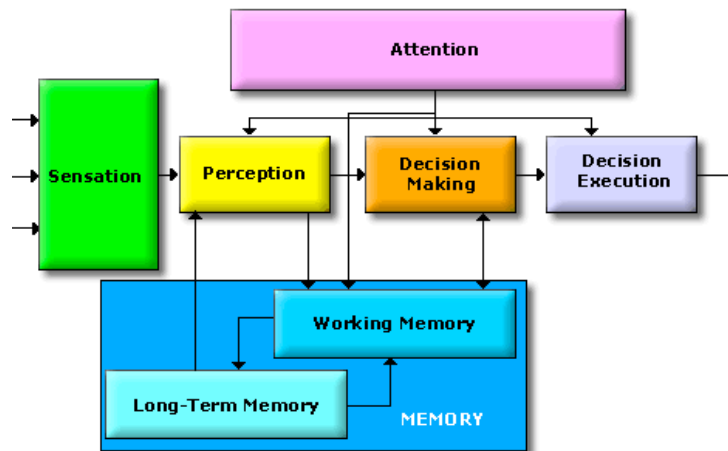 Attention
Sensation
Perception
Decision
Making
Decision
Execution
Working Memory
Long-Term Memory
MEMORY